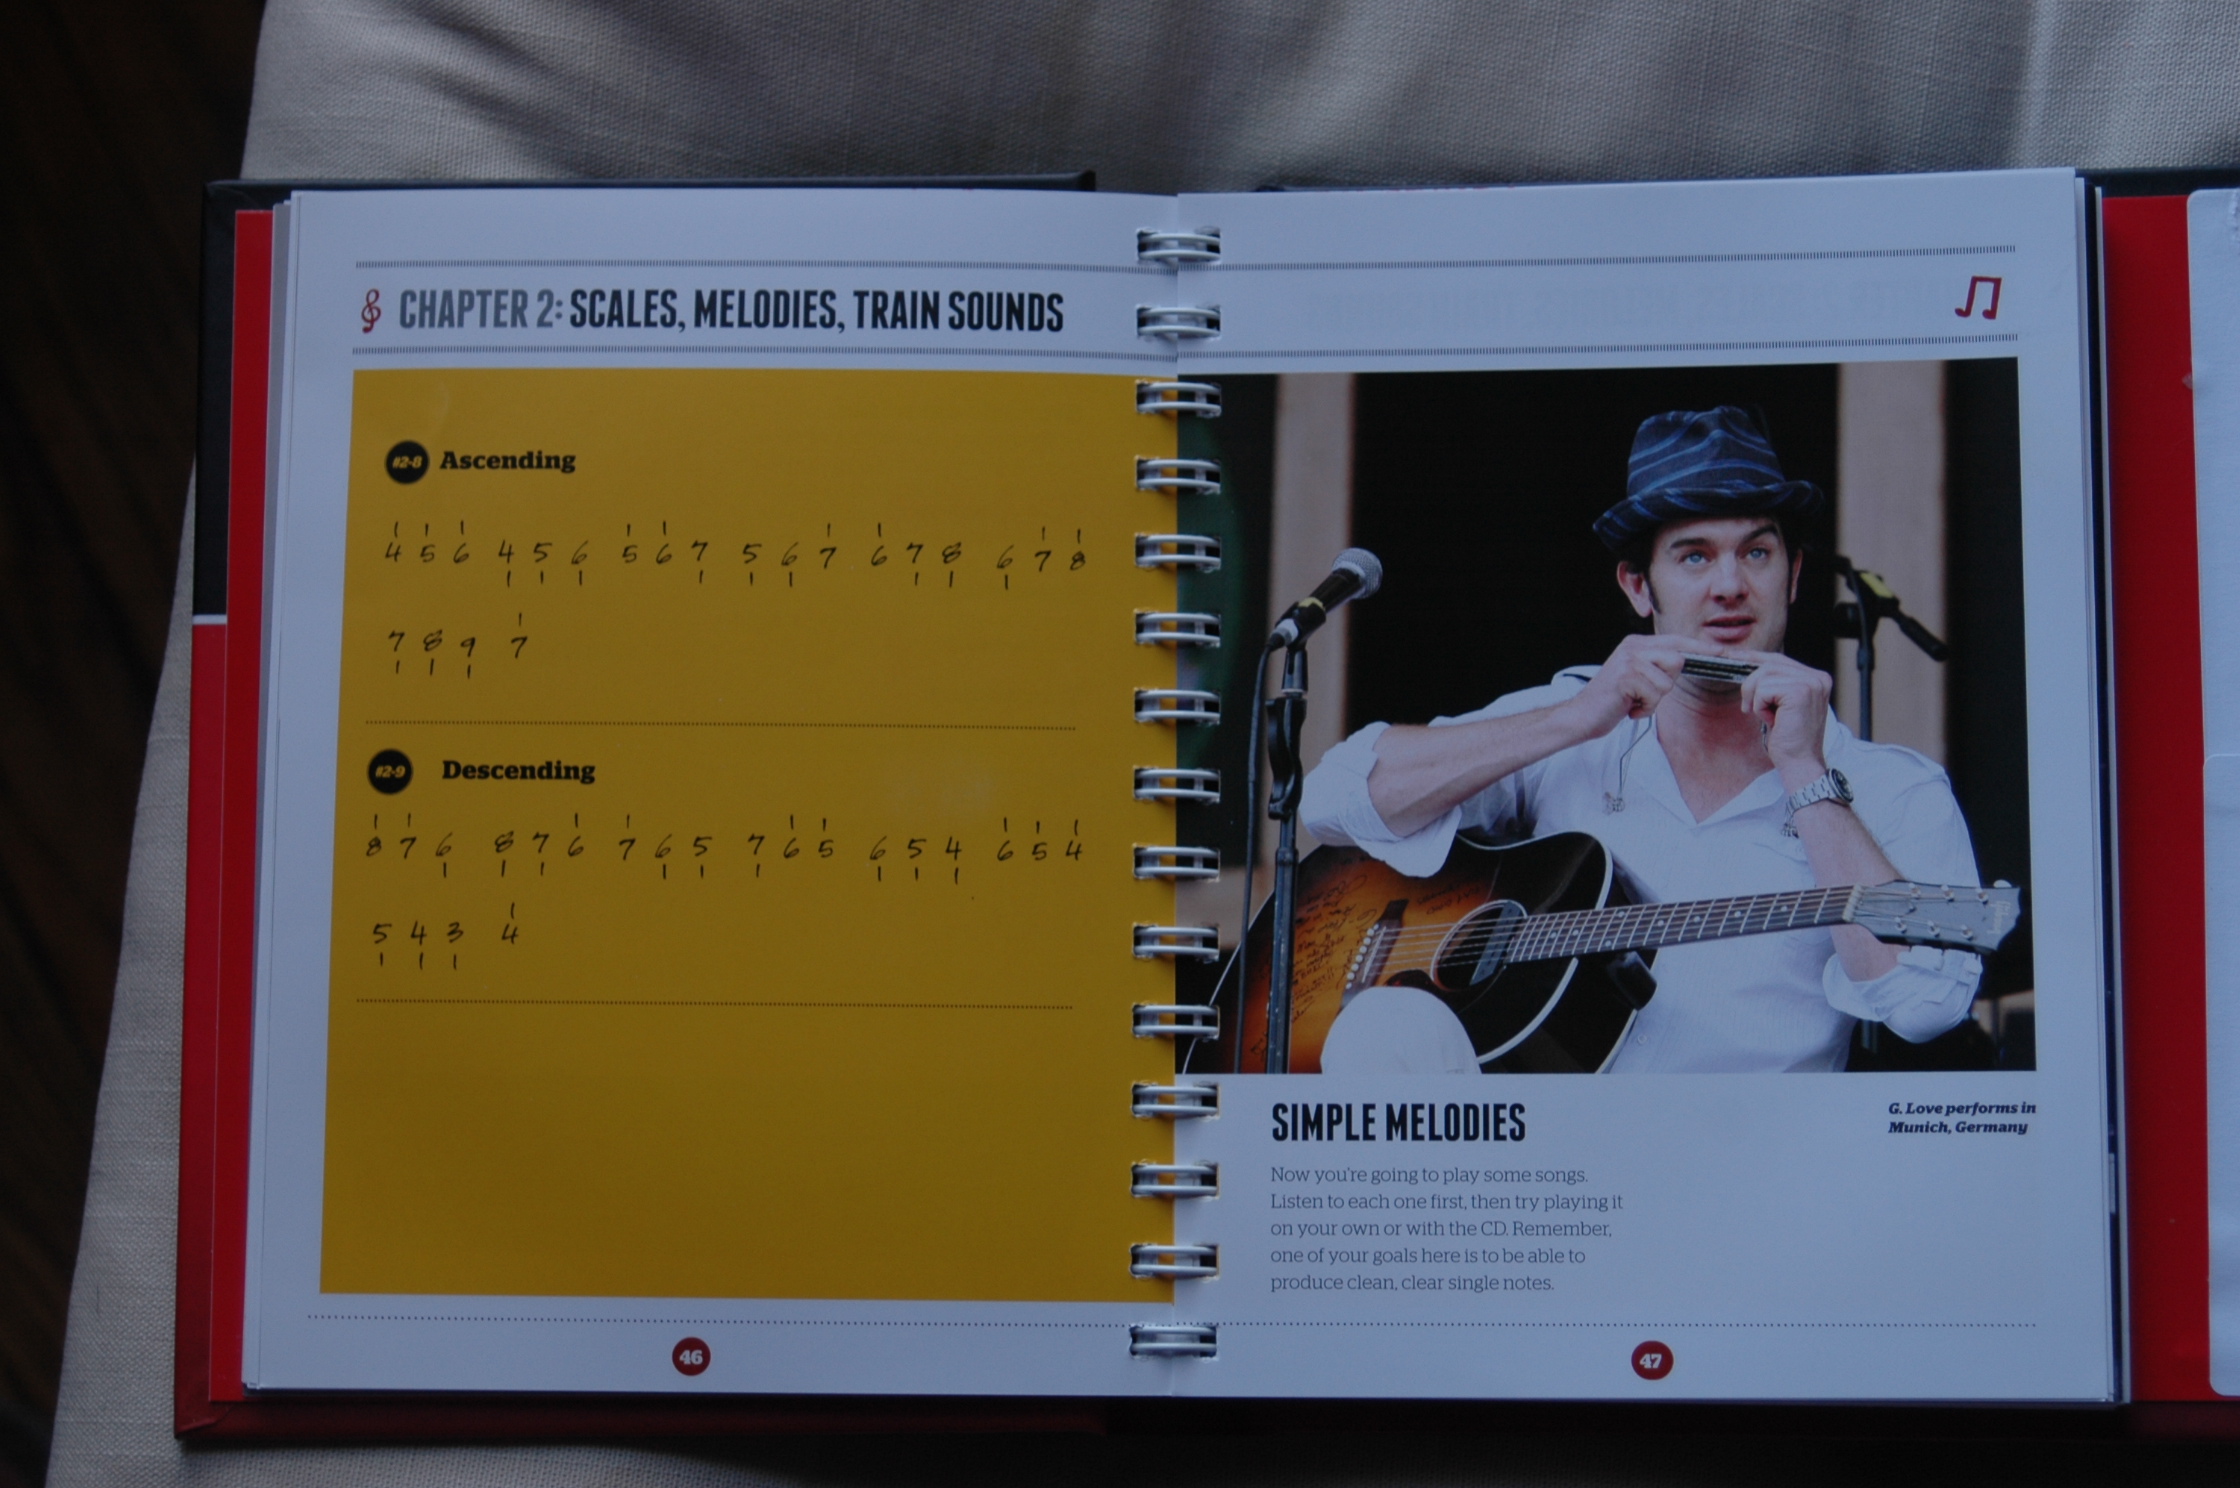 CHAPTER 2: SCALES, MELODIES, TRAIN SOUNDS
#2-8 Ascending
4 5 6 4 5 6 5 6 7 5 6 7 6 7 8 6 7 8
7 8 9 7
#2-9 Descending
8 7 6 8 7 6 7 6 5 7 6 5 6 5 4 6 5 4
5 4 3 4
46
SIMPLE MELODIES
Now you're going to play some songs.
Listen to each one first, then try playing it
on your own or with the CD. Remember,
one of your goals here is to be able to
produce clean, clear single notes.
G. Love performs in
Munich, Germany
47